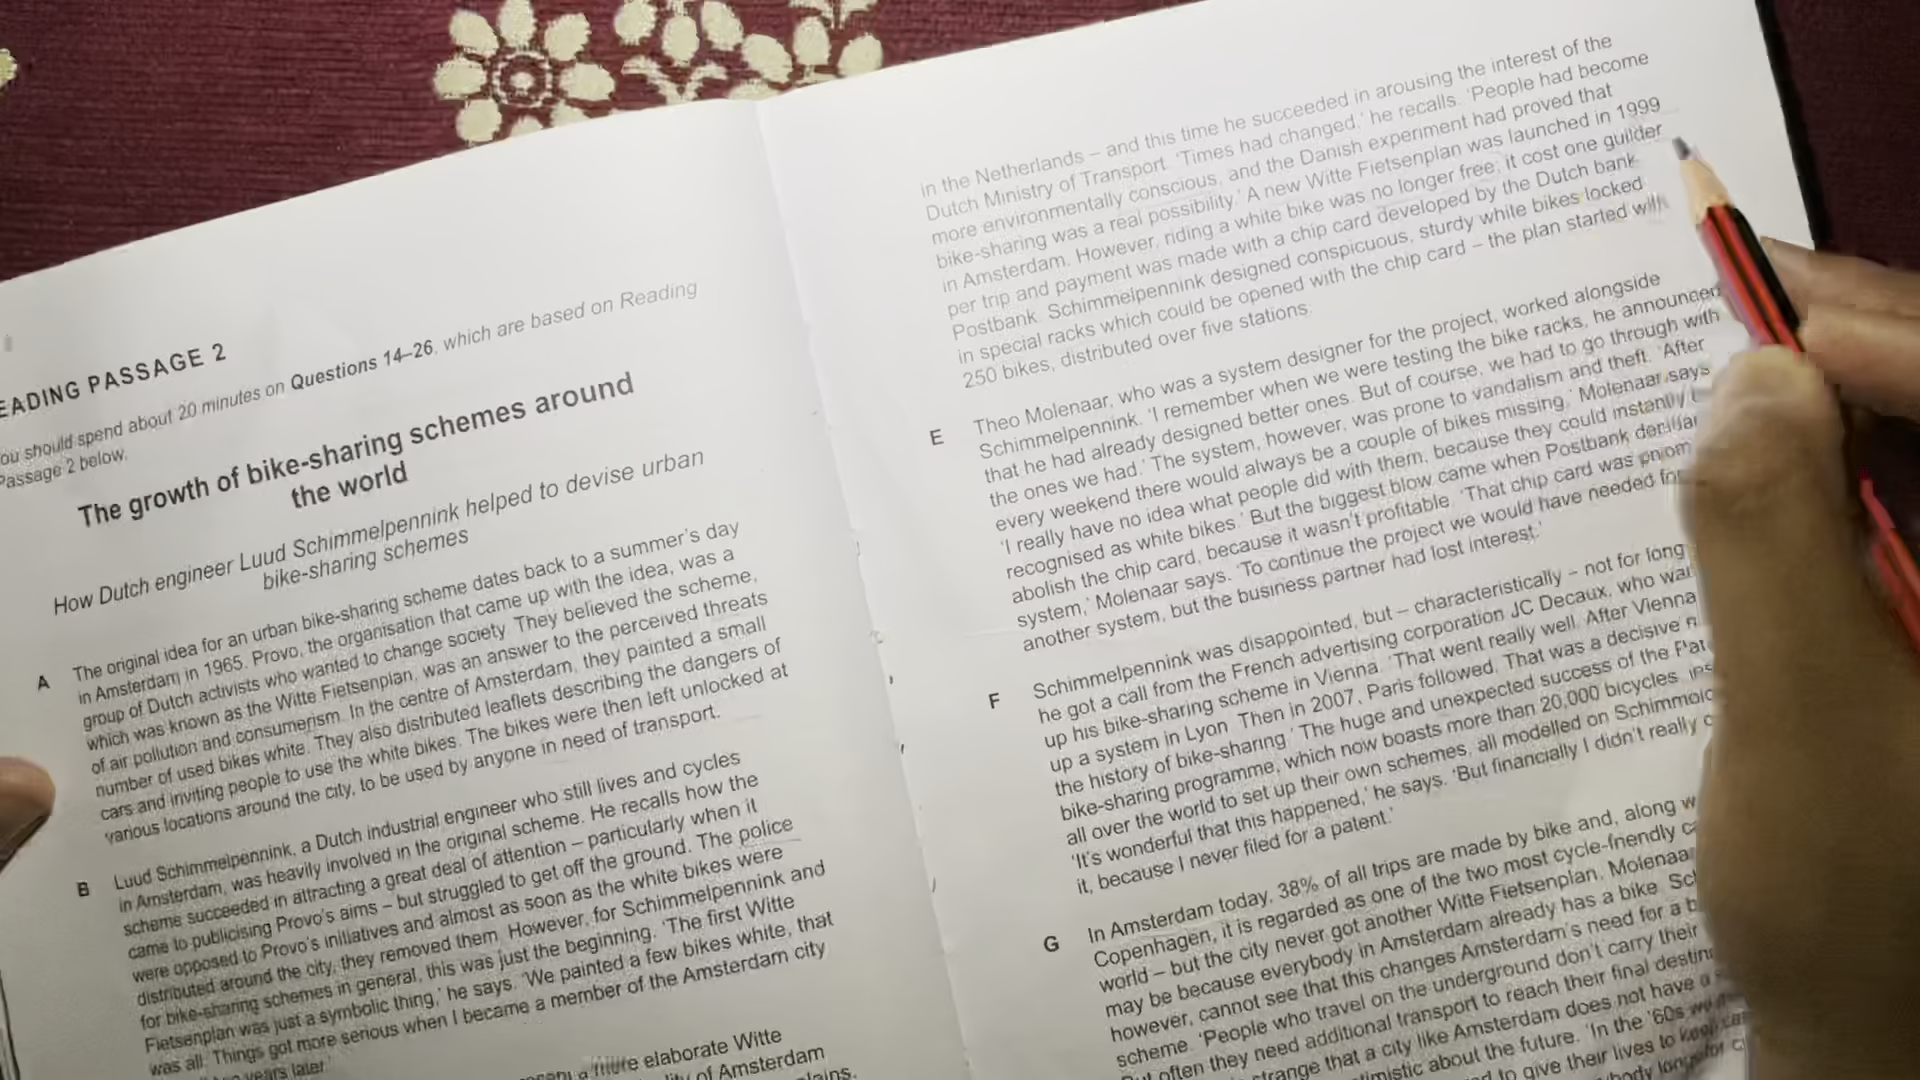 EADING PASSAGE 2
ou should spend about 20 minutes on Questions 14–26, which are based on Reading
Passage 2 below.
The growth of bike-sharing schemes around
the world
How Dutch engineer Luud Schimmelpennink helped to devise urban
bike-sharing schemes
A The original idea for an urban bike-sharing scheme dates back to a summer's day
in Amsterdam in 1965. Provo, the organisation that came up with the idea, was a
group of Dutch activists who wanted to change society. They believed the scheme,
which was known as the Witte Fietsenplan, was an answer to the perceived threats
of air pollution and consumerism. In the centre of Amsterdam, they painted a small
number of used bikes white. They also distributed leaflets describing the dangers of
cars and inviting people to use the white bikes. The bikes were then left unlocked at
various locations around the city, to be used by anyone in need of transport.
B Luud Schimmelpennink, a Dutch industrial engineer who still lives and cycles
in Amsterdam, was heavily involved in the original scheme. He recalls how the
scheme succeeded in attracting a great deal of attention – particularly when it
came to publicising Provo's aims – but struggled to get off the ground. The police
were opposed to Provo's initiatives and almost as soon as the white bikes were
distributed around the city, they removed them. However, for Schimmelpennink and
for bike-sharing schemes in general, this was just the beginning. 'The first Witte
Fietsenplan was just a symbolic thing,' he says. 'We painted a few bikes white, that
was all. Things got more serious when I became a member of the Amsterdam city
years later
elaborate Witte
of Amsterdam
in the Netherlands – and this time he succeeded in arousing the interest of the
Dutch Ministry of Transport. 'Times had changed,' he recalls. 'People had become
more environmentally conscious, and the Danish experiment had proved that
bike-sharing was a real possibility.' A new Witte Fietsenplan was launched in 1999
in Amsterdam. However, riding a white bike was no longer free; it cost one guilder
per trip and payment was made with a chip card developed by the Dutch bank
Postbank. Schimmelpennink designed conspicuous, sturdy white bikes locked
in special racks which could be opened with the chip card – the plan started with
250 bikes, distributed over five stations.
E Theo Molenaar, who was a system designer for the project, worked alongside
Schimmelpennink. 'I remember when we were testing the bike racks, he announced
that he had already designed better ones. But of course, we had to go through with
the ones we had.' The system, however, was prone to vandalism and theft. 'After
every weekend there would always be a couple of bikes missing,' Molenaar says.
'I really have no idea what people did with them, because they could instantly
recognised as white bikes.' But the biggest blow came when Postbank
abolish the chip card, because it wasn't profitable. 'That chip card was
system,' Molenaar says. 'To continue the project we would have needed
another system, but the business partner had lost interest.'
F Schimmelpennink was disappointed, but – characteristically – not for long
he got a call from the French advertising corporation JC Decaux, who
up his bike-sharing scheme in Vienna. 'That went really well. After Vienna
up a system in Lyon. Then in 2007, Paris followed. That was a decisive
the history of bike-sharing.' The huge and unexpected success of the
bike-sharing programme, which now boasts more than 20,000 bicycles,
all over the world to set up their own schemes, all modelled on
'It's wonderful that this happened,' he says. 'But financially I didn't really
it, because I never filed for a patent.'
G In Amsterdam today, 38% of all trips are made by bike and, along
Copenhagen, it is regarded as one of the two most cycle-friendly
world – but the city never got another Witte Fietsenplan. Molenaa
may be because everybody in Amsterdam already has a bike.
however, cannot see that this changes Amsterdam's need for a
scheme. 'People who travel on the underground don't carry their
often they need additional transport to reach their final
strange that a city like Amsterdam does not have a
about the future. 'In the '60s
to give their lives to